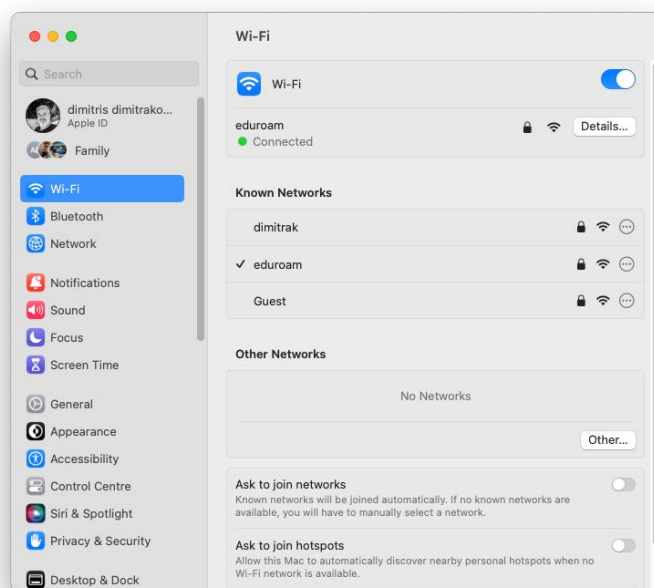 Wi-Fi
Search
dimitris dimitrako...
Apple ID
Family
Wi-Fi
Bluetooth
Network
Notifications
Sound
Focus
Screen Time
General
Appearance
Accessibility
Control Centre
Siri & Spotlight
Privacy & Security
Desktop & Dock
Wi-Fi
eduroam
Connected
Details...
Known Networks
dimitrak
eduroam
Guest
Other Networks
No Networks
Other...
Ask to join networks
Known networks will be joined automatically. If no known networks are
available, you will have to manually select a network.
Ask to join hotspots
Allow this Mac to automatically discover nearby personal hotspots when no
Wi-Fi network is available.